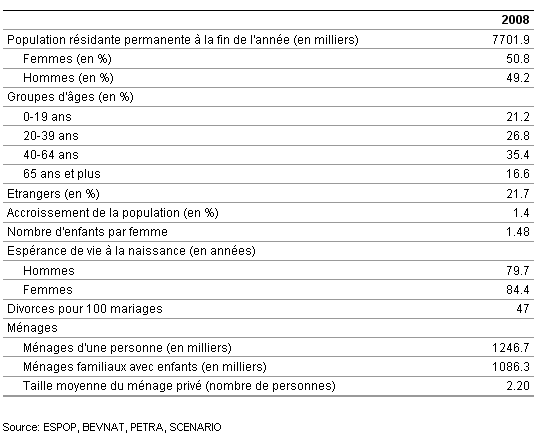 2008
Population résidante permanente à la fin de l'année (en milliers) 7701.9
Femmes (en %) 50.8
Hommes (en %) 49.2
Groupes d'âges (en %)
0-19 ans 21.2
20-39 ans 26.8
40-64 ans 35.4
65 ans et plus 16.6
Etrangers (en %) 21.7
Accroissement de la population (en %) 1.4
Nombre d'enfants par femme 1.48
Espérance de vie à la naissance (en années)
Hommes 79.7
Femmes 84.4
Divorces pour 100 mariages 47
Ménages
Ménages d'une personne (en milliers) 1246.7
Ménages familiaux avec enfants (en milliers) 1086.3
Taille moyenne du ménage privé (nombre de personnes) 2.20
Source: ESPOP, BEVNAT, PETRA, SCENARIO